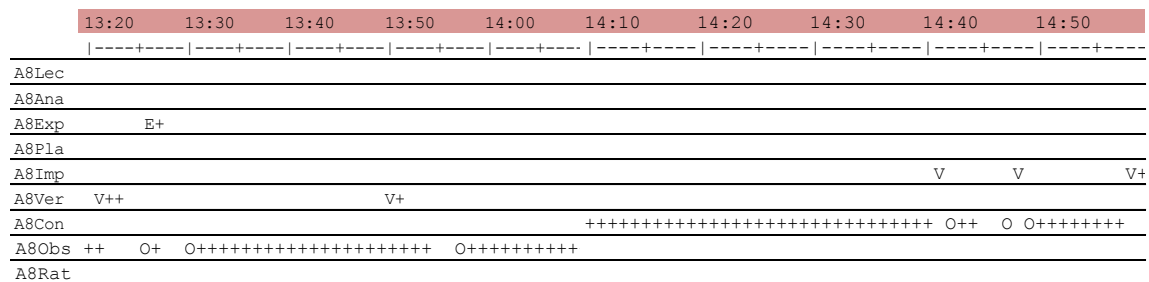 13:20 13:30 13:40 13:50 14:00 14:10 14:20 14:30 14:40 14:50
|----+----|----+----|----+----|----+----|----+---- |----+----|----+----|----+----|----+----|----+----
A8Lec
A8Ana
A8Exp E+
A8Pla
A8Imp V V V+
A8Ver V++ V+
A8Con +++++++++++++++++++++++++++++++ O++ O O++++++++
A8Obs ++ O+ O+++++++++++++++++++++ O++++++++++
A8Rat